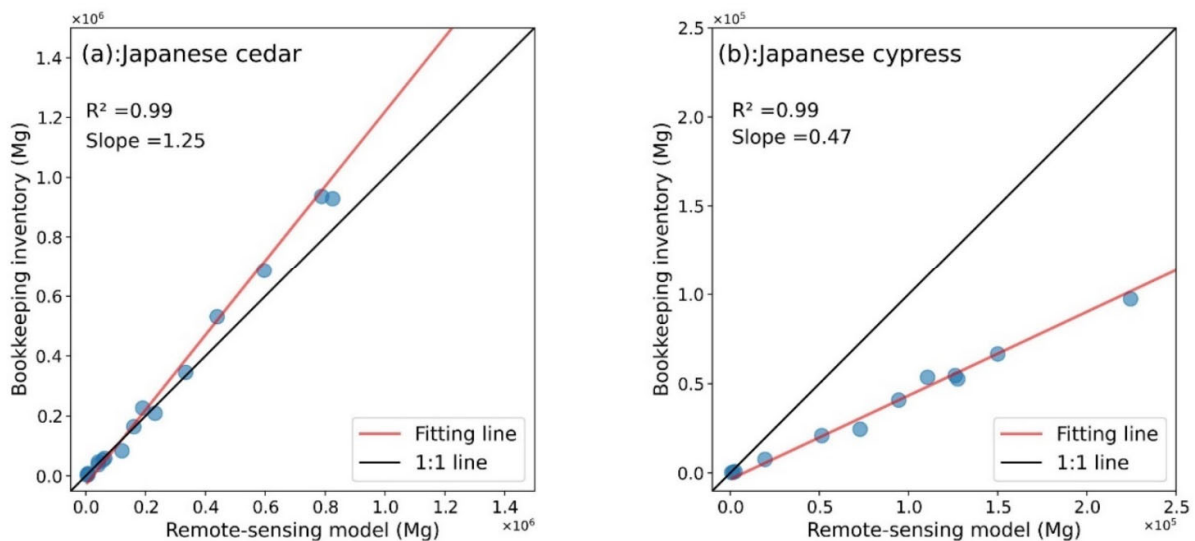 ×10⁶
(a):Japanese cedar
R² =0.99
Slope =1.25
1.4
1.2
1.0
0.8
0.6
0.4
0.2
0.0
Bookkeeping inventory (Mg)
Fitting line
1:1 line
0.0 0.2 0.4 0.6 0.8 1.0 1.2 1.4
×10⁶
Remote-sensing model (Mg)
×10⁵
(b):Japanese cypress
R² =0.99
Slope =0.47
2.5
2.0
1.5
1.0
0.5
0.0
Bookkeeping inventory (Mg)
Fitting line
1:1 line
0.0 0.5 1.0 1.5 2.0 2.5
×10⁵
Remote-sensing model (Mg)